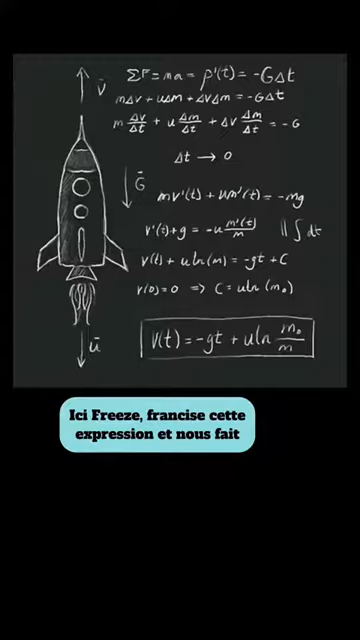 ΣF = ma = p'(t) = -GΔt
mΔv + uΔm + ΔvΔm = -GΔt
m Δv/Δt + u Δm/Δt + Δv Δm/Δt = -G
Δt → 0
mv'(t) + um'(t) = -mg
v'(t) + g = -u m'(t)/m || ∫ dt
v(t) + u ln(m) = -gt + C
v(0) = 0 ⇒ C = u ln(m₀)
v(t) = -gt + u ln m₀/m
v̄
Ḡ
ū
Ici Freeze, francise cette
expression et nous fait